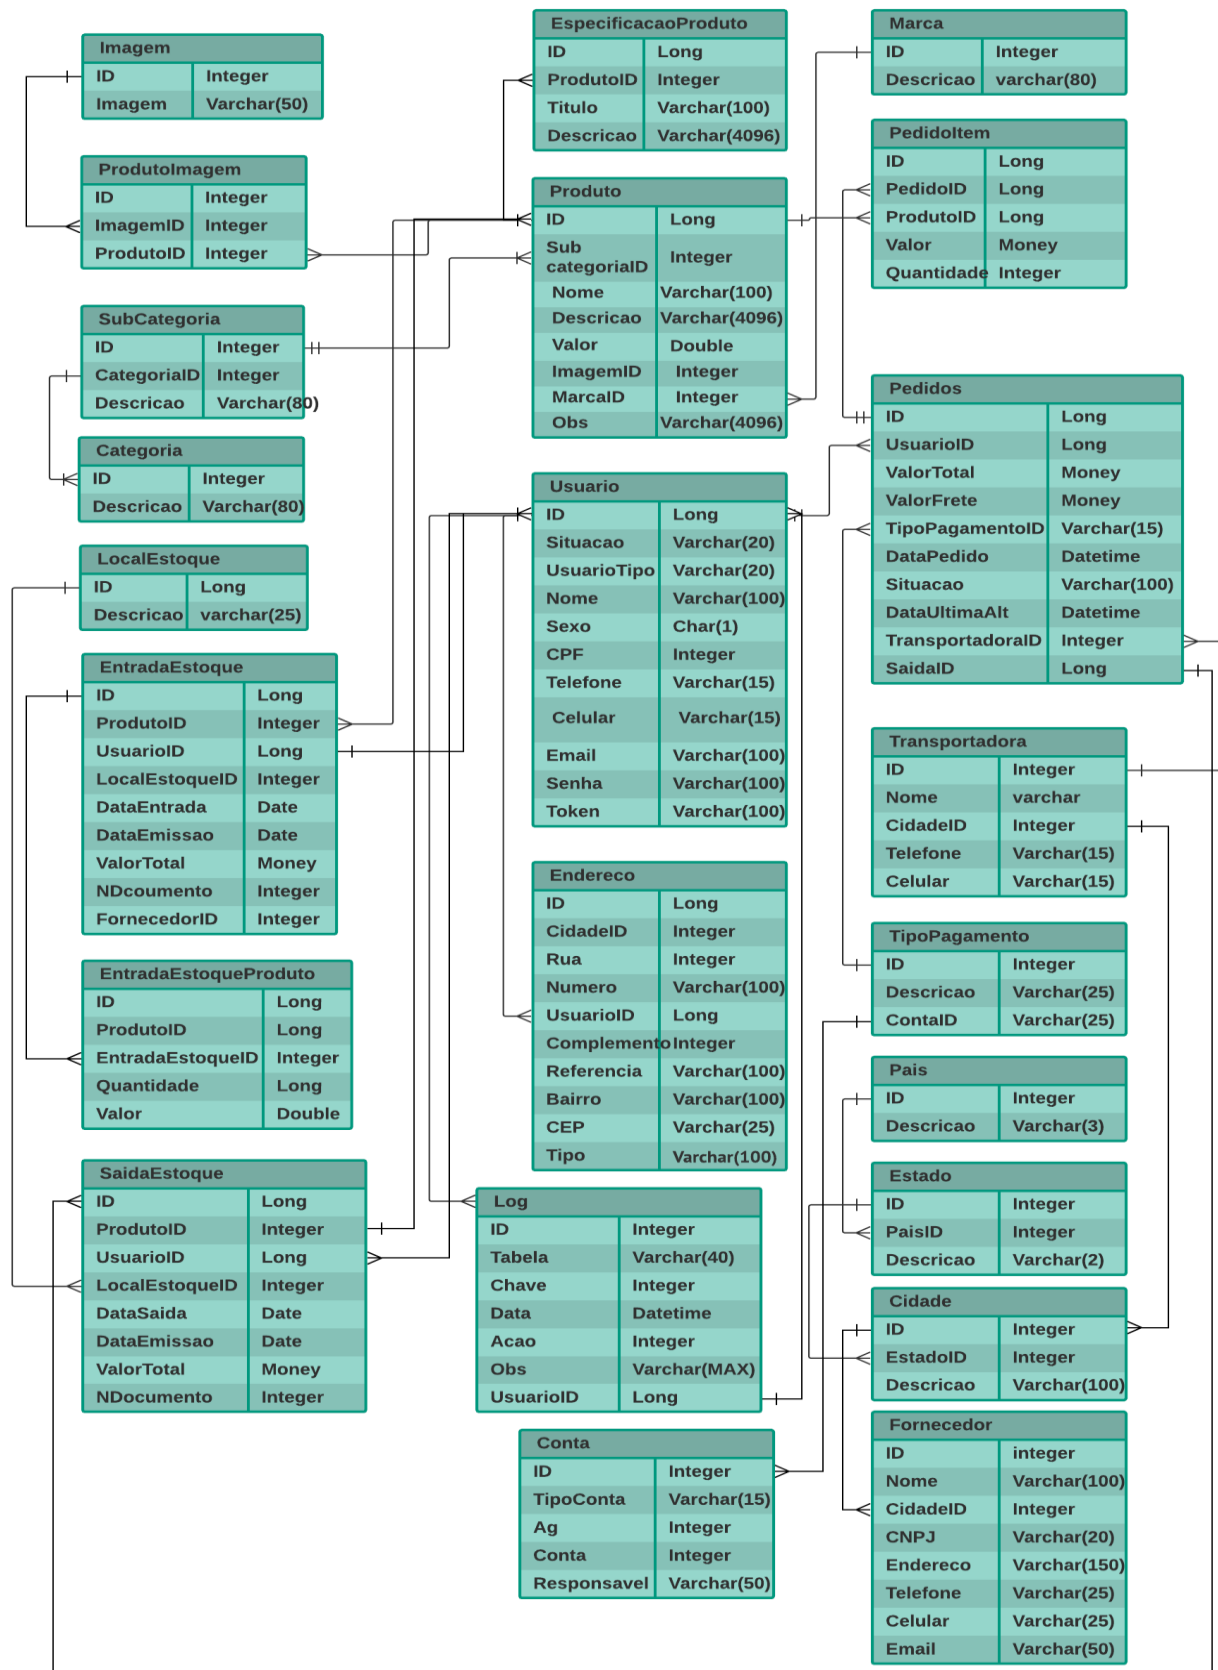 Imagem
ID Integer
Imagem Varchar(50)
ProdutoImagem
ID Integer
ImagemID Integer
ProdutoID Integer
SubCategoria
ID Integer
CategoriaID Integer
Descricao Varchar(80)
Categoria
ID Integer
Descricao Varchar(80)
LocalEstoque
ID Long
Descricao varchar(25)
EntradaEstoque
ID Long
ProdutoID Integer
UsuarioID Long
LocalEstoqueID Integer
DataEntrada Date
DataEmissao Date
ValorTotal Money
NDcoumento Integer
FornecedorID Integer
EntradaEstoqueProduto
ID Long
ProdutoID Long
EntradaEstoqueID Integer
Quantidade Long
Valor Double
SaidaEstoque
ID Long
ProdutoID Integer
UsuarioID Long
LocalEstoqueID Integer
DataSaida Date
DataEmissao Date
ValorTotal Money
NDocumento Integer
EspecificacaoProduto
ID Long
ProdutoID Integer
Titulo Varchar(100)
Descricao Varchar(4096)
Produto
ID Long
Sub
categoriaID Integer
Nome Varchar(100)
Descricao Varchar(4096)
Valor Double
ImagemID Integer
MarcaID Integer
Obs Varchar(4096)
Usuario
ID Long
Situacao Varchar(20)
UsuarioTipo Varchar(20)
Nome Varchar(100)
Sexo Char(1)
CPF Integer
Telefone Varchar(15)
Celular Varchar(15)
Email Varchar(100)
Senha Varchar(100)
Token Varchar(100)
Endereco
ID Long
CidadeID Integer
Rua Integer
Numero Varchar(100)
UsuarioID Long
Complemento Integer
Referencia Varchar(100)
Bairro Varchar(100)
CEP Varchar(25)
Tipo Varchar(100)
Log
ID Integer
Tabela Varchar(40)
Chave Integer
Data Datetime
Acao Integer
Obs Varchar(MAX)
UsuarioID Long
Conta
ID Integer
TipoConta Varchar(15)
Ag Integer
Conta Integer
Responsavel Varchar(50)
Marca
ID Integer
Descricao varchar(80)
PedidoItem
ID Long
PedidoID Long
ProdutoID Long
Valor Money
Quantidade Integer
Pedidos
ID Long
UsuarioID Long
ValorTotal Money
ValorFrete Money
TipoPagamentoID Varchar(15)
DataPedido Datetime
Situacao Varchar(100)
DataUltimaAlt Datetime
TransportadoraID Integer
SaidaID Long
Transportadora
ID Integer
Nome varchar
CidadeID Integer
Telefone Varchar(15)
Celular Varchar(15)
TipoPagamento
ID Integer
Descricao Varchar(25)
ContaID Varchar(25)
Pais
ID Integer
Descricao Varchar(3)
Estado
ID Integer
PaisID Integer
Descricao Varchar(2)
Cidade
ID Integer
EstadoID Integer
Descricao Varchar(100)
Fornecedor
ID integer
Nome Varchar(100)
CidadeID Integer
CNPJ Varchar(20)
Endereco Varchar(150)
Telefone Varchar(25)
Celular Varchar(25)
Email Varchar(50)